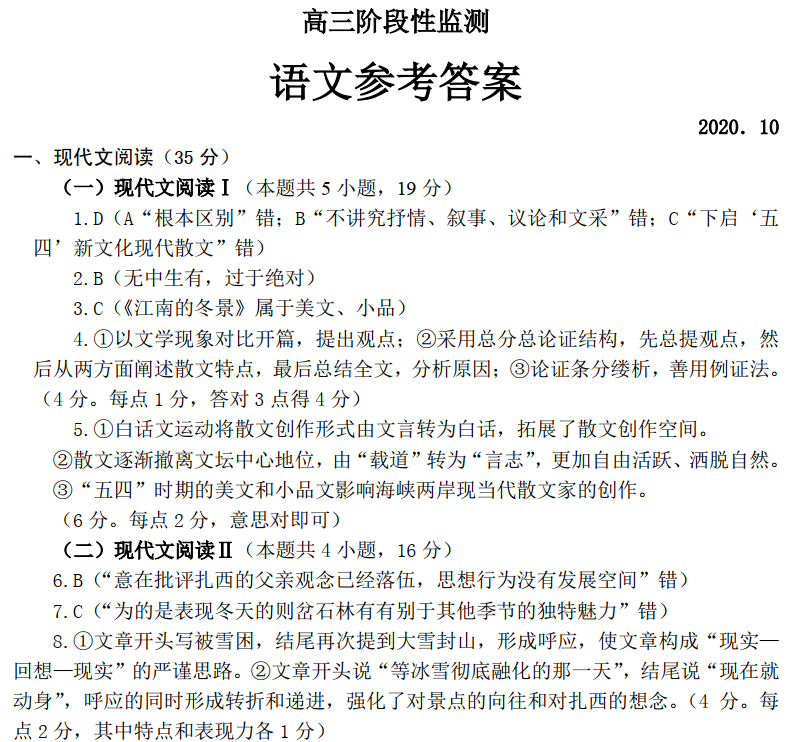 高三阶段性监测
语文参考答案
2020．10
一、现代文阅读（35 分）
（一）现代文阅读Ⅰ（本题共 5 小题，19 分）
1.D（A“根本区别”错；B“不讲究抒情、叙事、议论和文采”错；C“下启‘五
四’新文化现代散文”错）
2.B（无中生有，过于绝对）
3.C（《江南的冬景》属于美文、小品）
4.①以文学现象对比开篇，提出观点；②采用总分总论证结构，先总提观点，然
后从两方面阐述散文特点，最后总结全文，分析原因；③论证条分缕析，善用例证法。
（4 分。每点 1 分，答对 3 点得 4 分）
5.①白话文运动将散文创作形式由文言转为白话，拓展了散文创作空间。
②散文逐渐撤离文坛中心地位，由“载道”转为“言志”，更加自由活跃、洒脱自然。
③“五四”时期的美文和小品文影响海峡两岸现当代散文家的创作。
（6 分。每点 2 分，意思对即可）
（二）现代文阅读Ⅱ（本题共 4 小题，16 分）
6.B（“意在批评扎西的父亲观念已经落伍，思想行为没有发展空间”错）
7.C（“为的是表现冬天的则岔石林有有别于其他季节的独特魅力”错）
8.①文章开头写被雪困，结尾再次提到大雪封山，形成呼应，使文章构成“现实—
回想—现实”的严谨思路。②文章开头说“等冰雪彻底融化的那一天”，结尾说“现在就
动身”，呼应的同时形成转折和递进，强化了对景点的向往和对扎西的想念。（4 分。每
点 2 分，其中特点和表现力各 1 分）